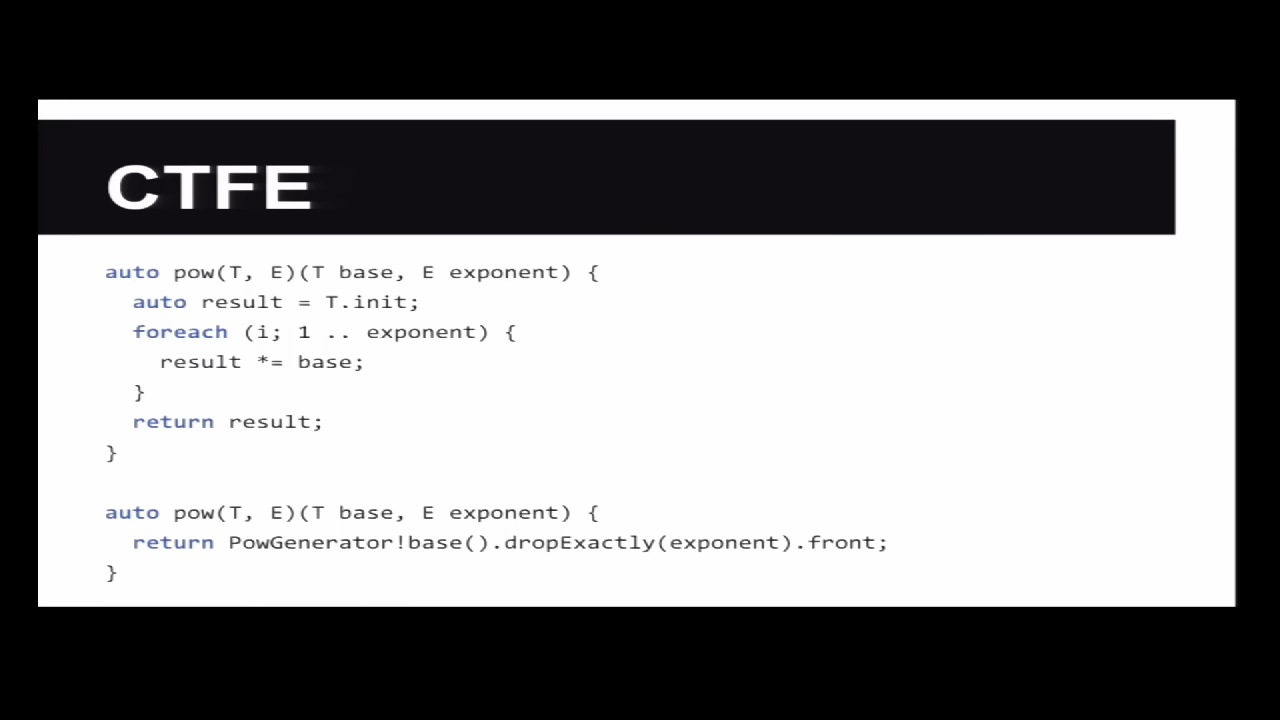 CTFE
auto pow(T, E)(T base, E exponent) {
  auto result = T.init;
  foreach (i; 1 .. exponent) {
    result *= base;
  }
  return result;
}

auto pow(T, E)(T base, E exponent) {
  return PowGenerator!base().dropExactly(exponent).front;
}